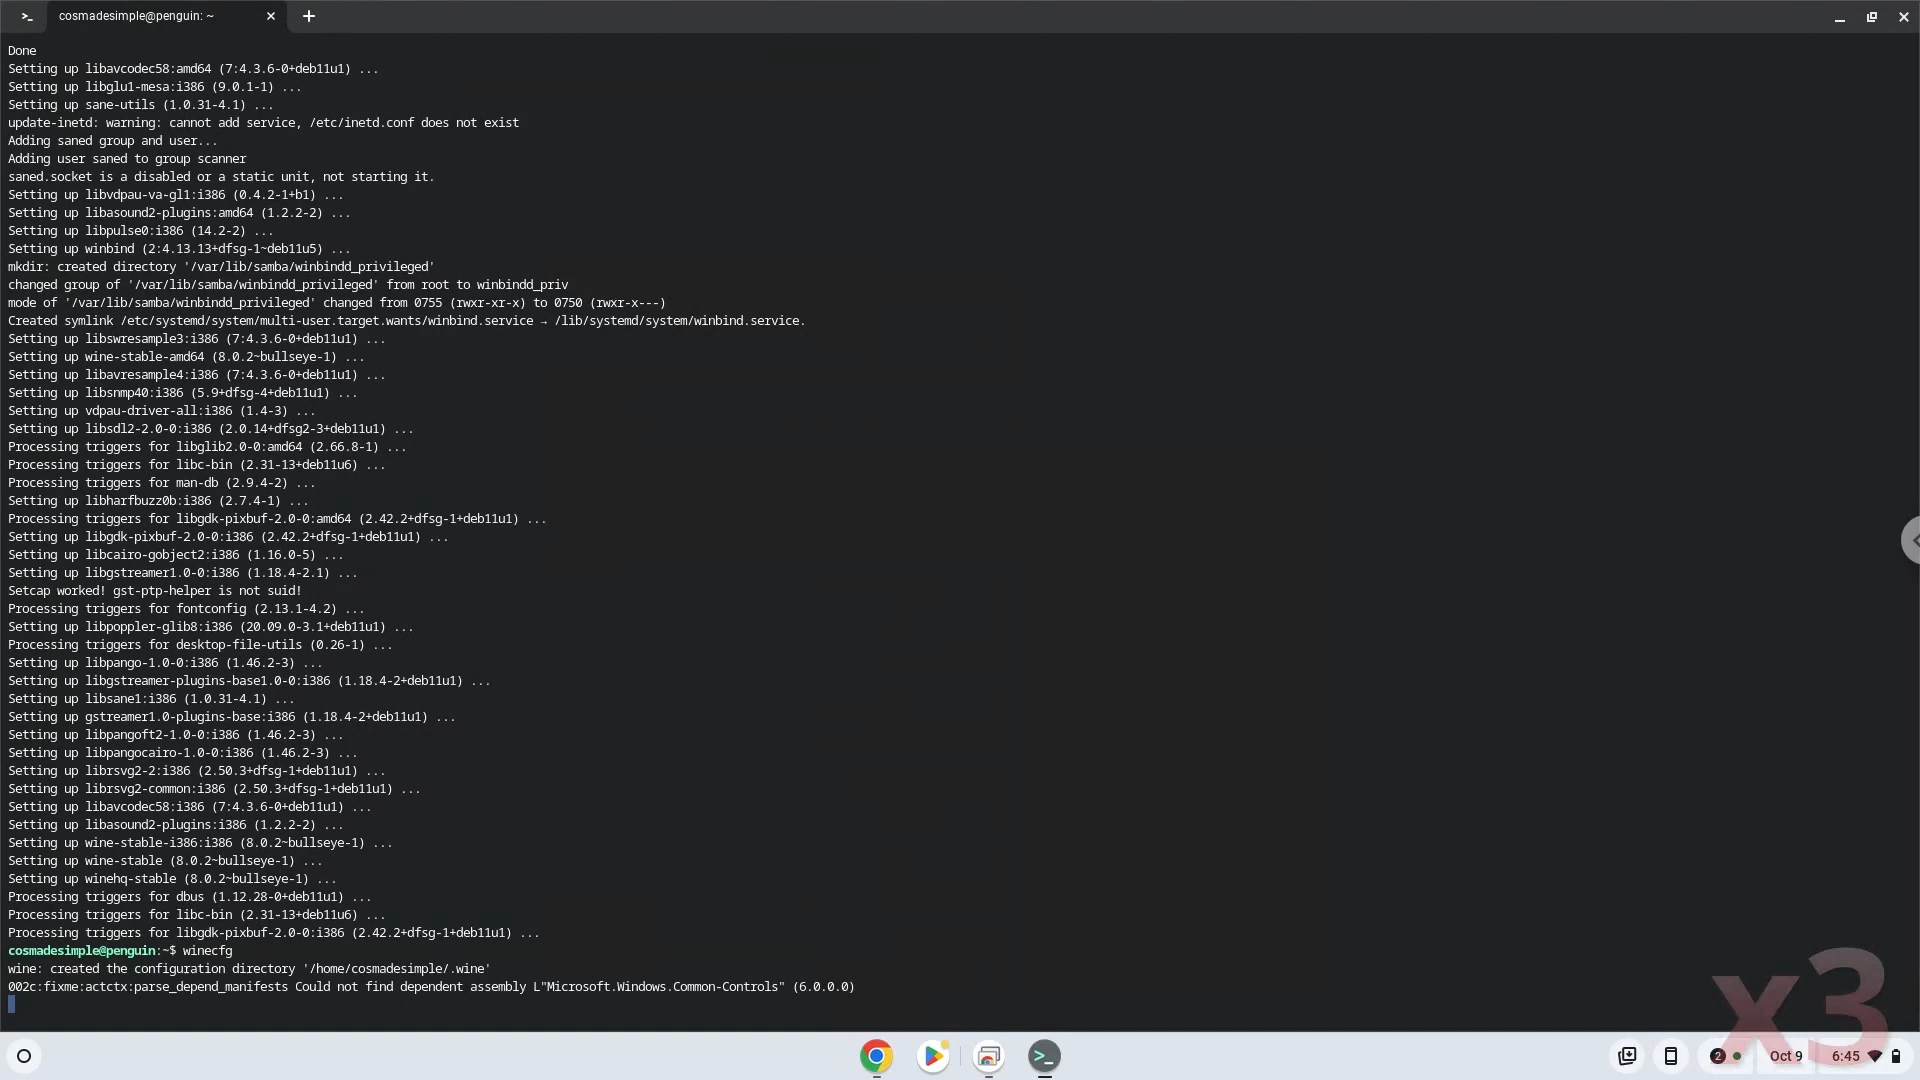 cosmadesimple@penguin: ~
Done
Setting up libavcodec58:amd64 (7:4.3.6-0+deb11u1) ...
Setting up libglu1-mesa:i386 (9.0.1-1) ...
Setting up sane-utils (1.0.31-4.1) ...
update-inetd: warning: cannot add service, /etc/inetd.conf does not exist
Adding saned group and user...
Adding user saned to group scanner
saned.socket is a disabled or a static unit, not starting it.
Setting up libvdpau-va-gl1:i386 (0.4.2-1+b1) ...
Setting up libasound2-plugins:amd64 (1.2.2-2) ...
Setting up libpulse0:i386 (14.2-2) ...
Setting up winbind (2:4.13.13+dfsg-1~deb11u5) ...
mkdir: created directory '/var/lib/samba/winbindd_privileged'
changed group of '/var/lib/samba/winbindd_privileged' from root to winbindd_priv
mode of '/var/lib/samba/winbindd_privileged' changed from 0755 (rwxr-xr-x) to 0750 (rwxr-x---)
Created symlink /etc/systemd/system/multi-user.target.wants/winbind.service → /lib/systemd/system/winbind.service.
Setting up libswresample3:i386 (7:4.3.6-0+deb11u1) ...
Setting up wine-stable-amd64 (8.0.2~bullseye-1) ...
Setting up libavresample4:i386 (7:4.3.6-0+deb11u1) ...
Setting up libsnmp40:i386 (5.9+dfsg-4+deb11u1) ...
Setting up vdpau-driver-all:i386 (1.4-3) ...
Setting up libsdl2-2.0-0:i386 (2.0.14+dfsg2-3+deb11u1) ...
Processing triggers for libglib2.0-0:amd64 (2.66.8-1) ...
Processing triggers for libc-bin (2.31-13+deb11u6) ...
Processing triggers for man-db (2.9.4-2) ...
Setting up libharfbuzz0b:i386 (2.7.4-1) ...
Processing triggers for libgdk-pixbuf-2.0-0:amd64 (2.42.2+dfsg-1+deb11u1) ...
Setting up libgdk-pixbuf-2.0-0:i386 (2.42.2+dfsg-1+deb11u1) ...
Setting up libcairo-gobject2:i386 (1.16.0-5) ...
Setting up libgstreamer1.0-0:i386 (1.18.4-2.1) ...
Setcap worked! gst-ptp-helper is not suid!
Processing triggers for fontconfig (2.13.1-4.2) ...
Setting up libpoppler-glib8:i386 (20.09.0-3.1+deb11u1) ...
Processing triggers for desktop-file-utils (0.26-1) ...
Setting up libpango-1.0-0:i386 (1.46.2-3) ...
Setting up libgstreamer-plugins-base1.0-0:i386 (1.18.4-2+deb11u1) ...
Setting up libsane1:i386 (1.0.31-4.1) ...
Setting up gstreamer1.0-plugins-base:i386 (1.18.4-2+deb11u1) ...
Setting up libpangoft2-1.0-0:i386 (1.46.2-3) ...
Setting up libpangocairo-1.0-0:i386 (1.46.2-3) ...
Setting up librsvg2-2:i386 (2.50.3+dfsg-1+deb11u1) ...
Setting up librsvg2-common:i386 (2.50.3+dfsg-1+deb11u1) ...
Setting up libavcodec58:i386 (7:4.3.6-0+deb11u1) ...
Setting up libasound2-plugins:i386 (1.2.2-2) ...
Setting up wine-stable-i386:i386 (8.0.2~bullseye-1) ...
Setting up wine-stable (8.0.2~bullseye-1) ...
Setting up winehq-stable (8.0.2~bullseye-1) ...
Processing triggers for dbus (1.12.28-0+deb11u1) ...
Processing triggers for libc-bin (2.31-13+deb11u6) ...
Processing triggers for libgdk-pixbuf-2.0-0:i386 (2.42.2+dfsg-1+deb11u1) ...
cosmadesimple@penguin:~$ winecfg
wine: created the configuration directory '/home/cosmadesimple/.wine'
002c:fixme:actctx:parse_depend_manifests Could not find dependent assembly L"Microsoft.Windows.Common-Controls" (6.0.0.0)
x3
2 Oct 9 6:45